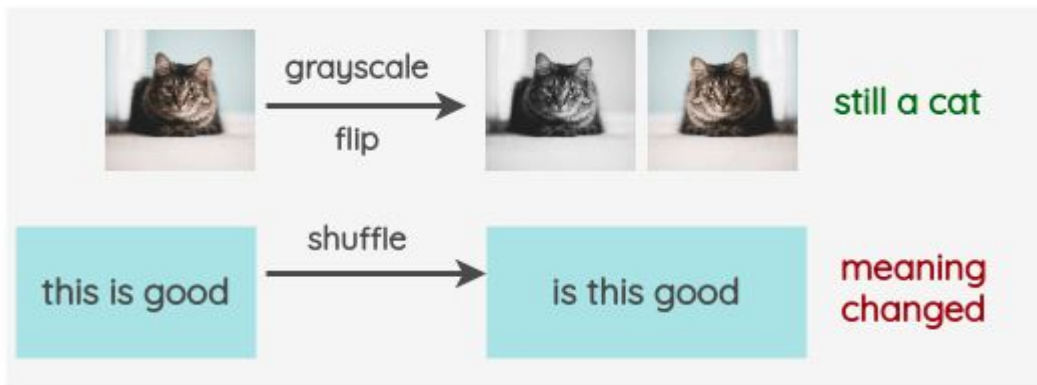 grayscale
flip
still a cat
this is good
shuffle
is this good
meaning
changed